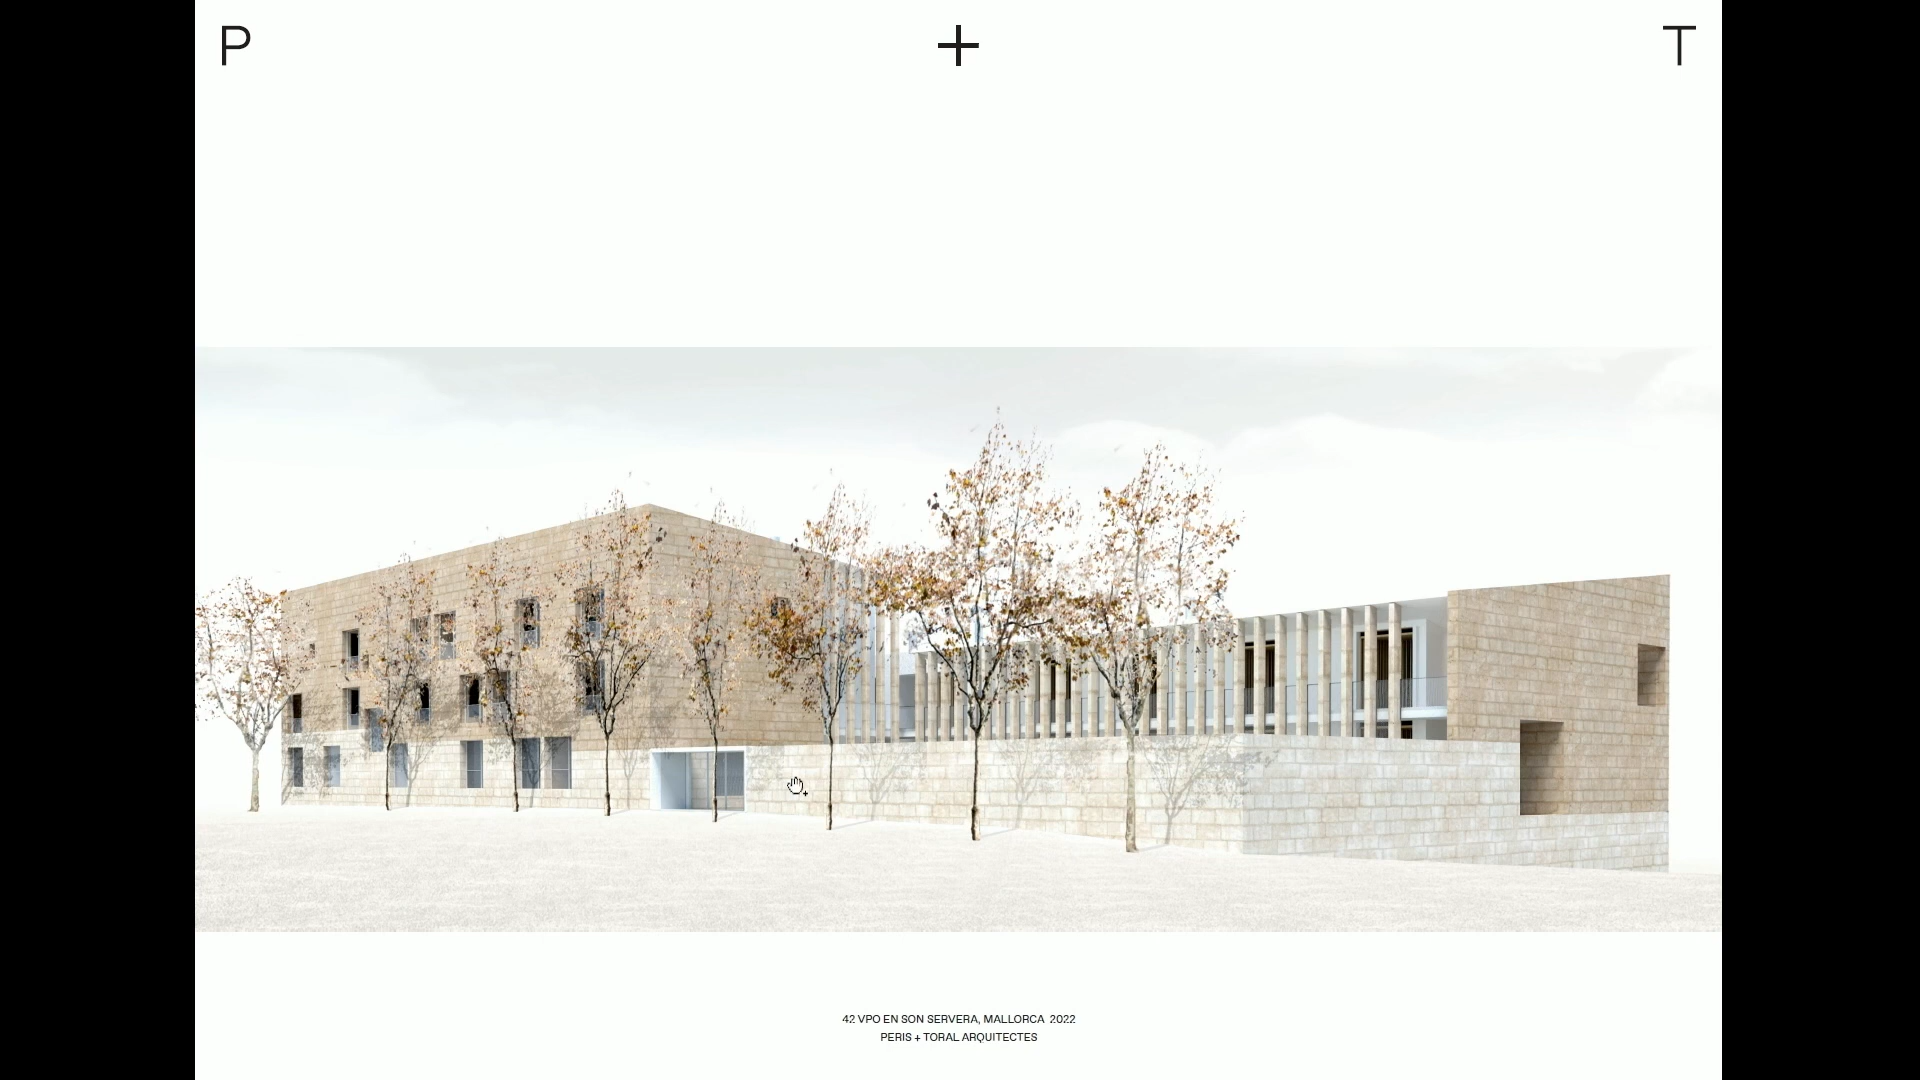 P + T
42 VPO EN SON SERVERA, MALLORCA 2022
PERIS + TORAL ARQUITECTES